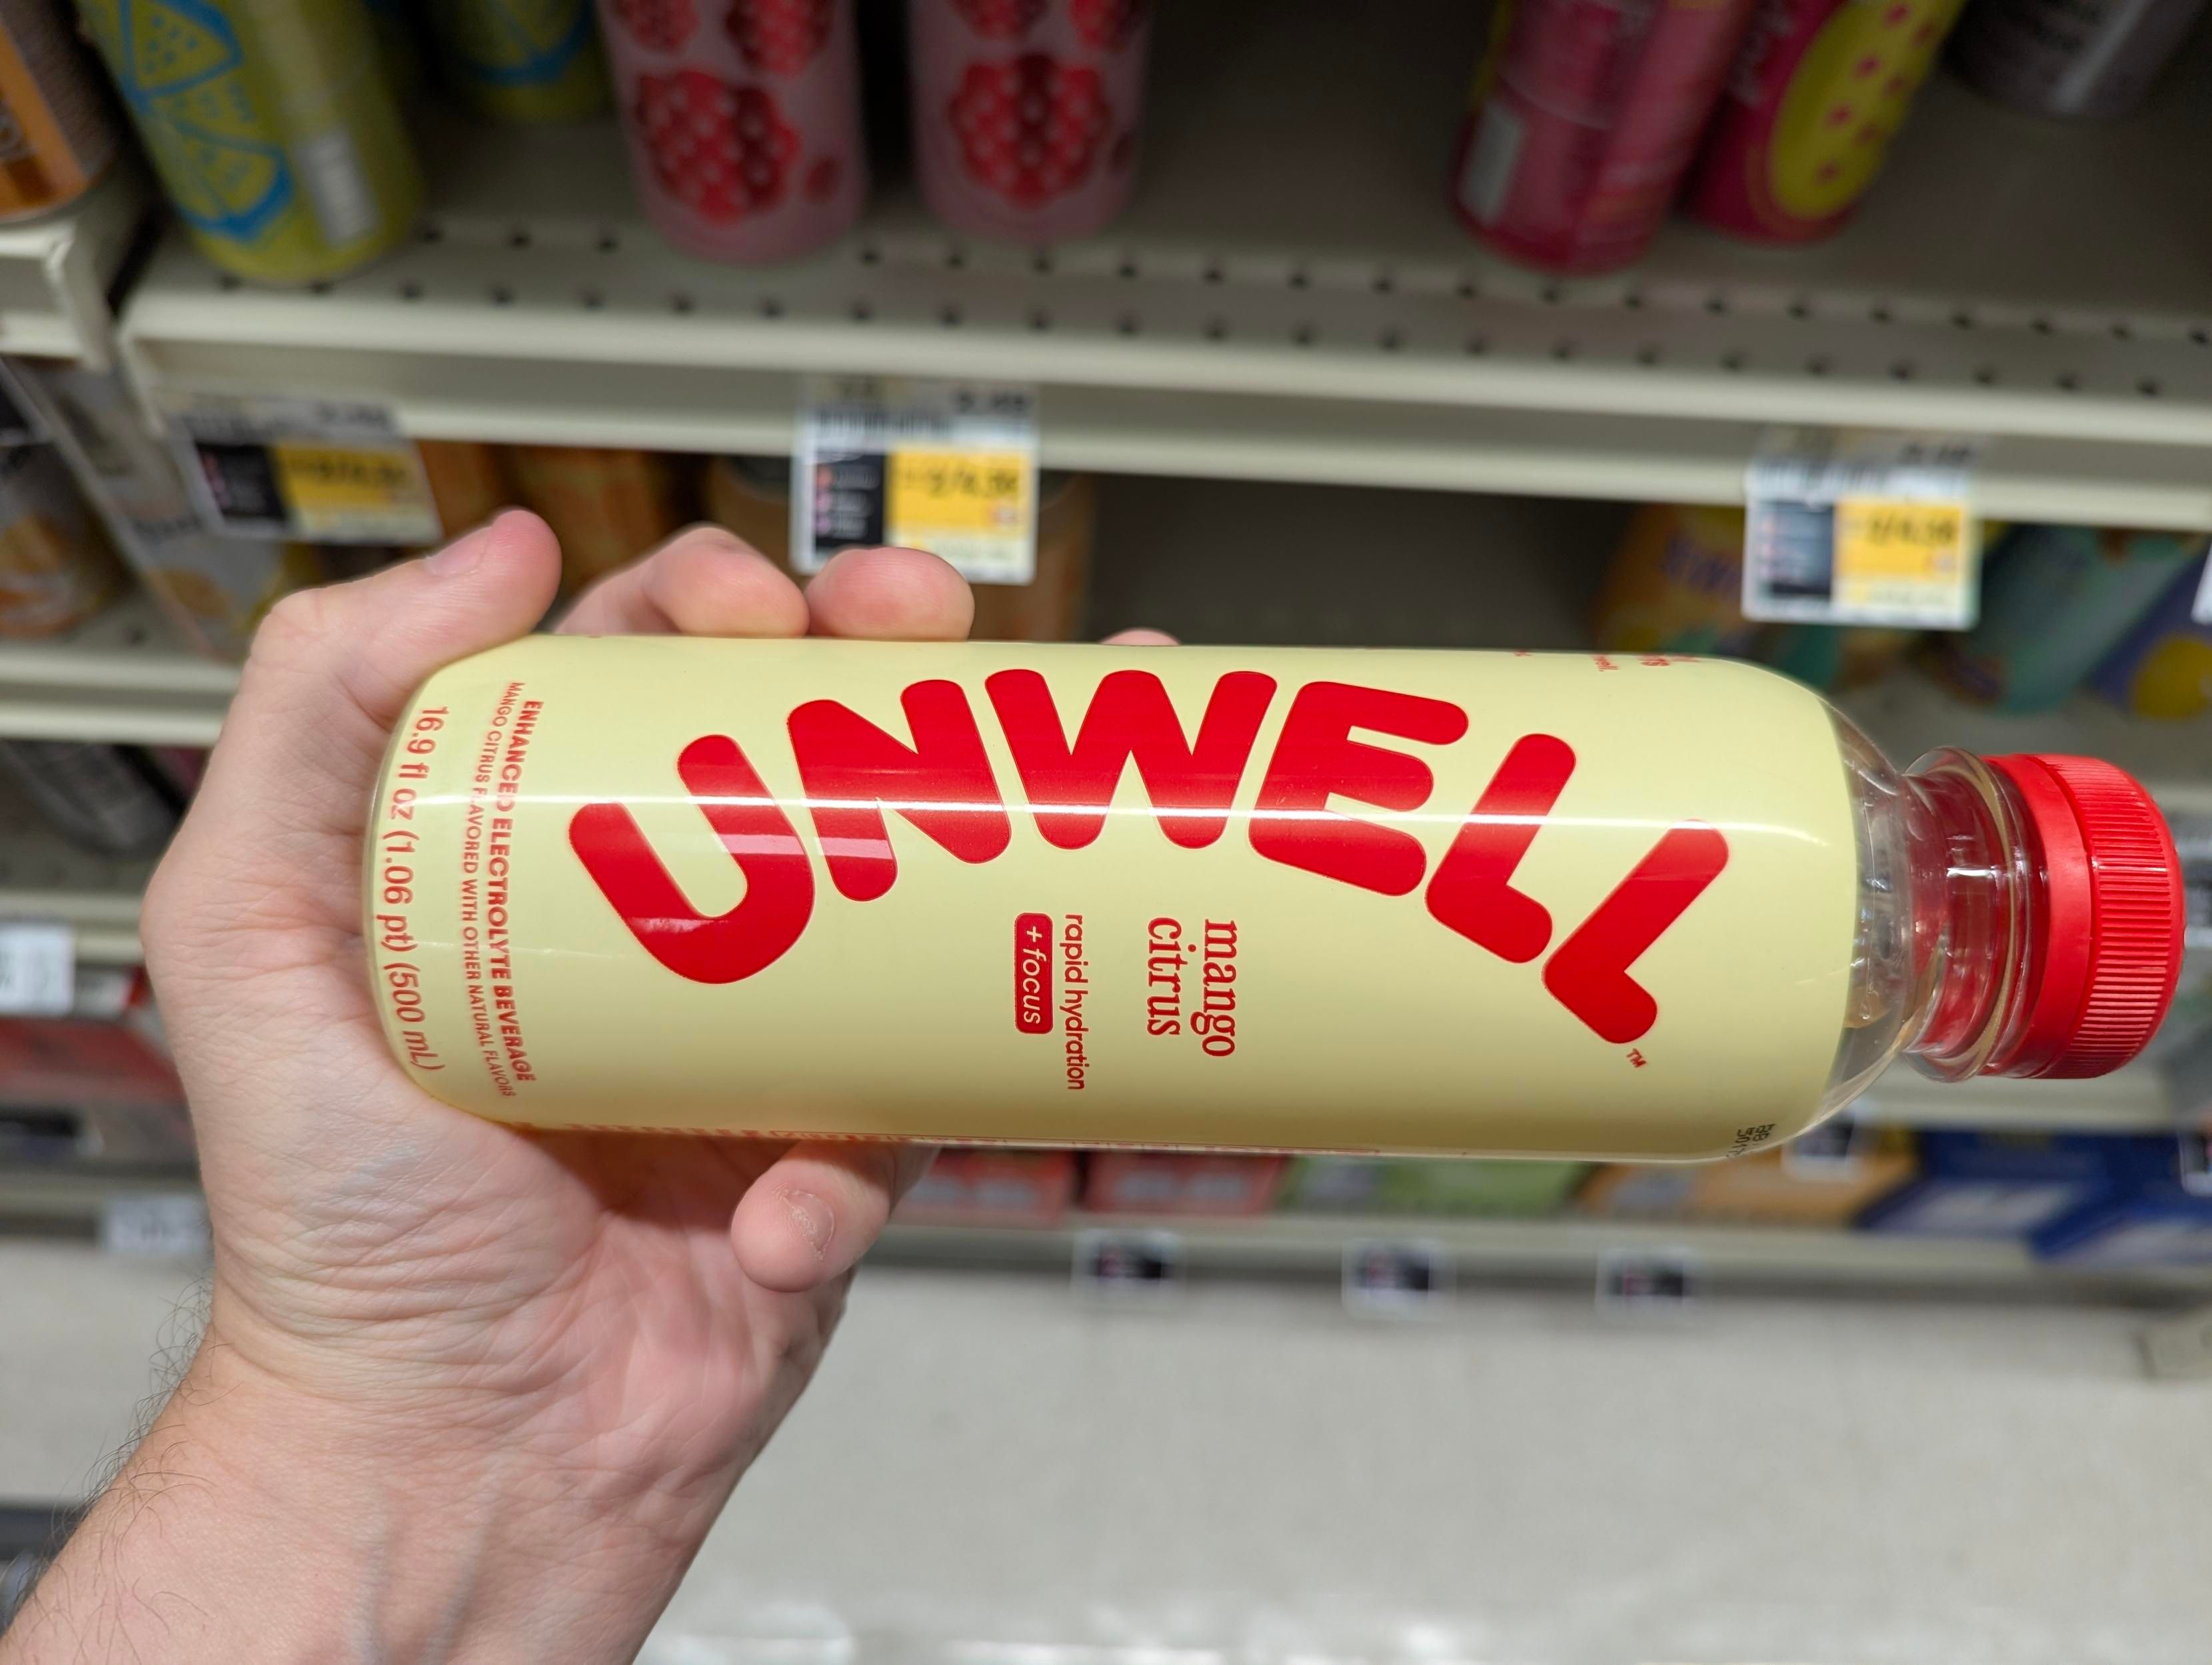 UNWELL
TM
mango
citrus
rapid hydration
+ focus
ENHANCED ELECTROLYTE BEVERAGE
MANGO CITRUS FLAVORED WITH OTHER NATURAL FLAVORS
16.9 fl oz (1.06 pt) (500 mL)